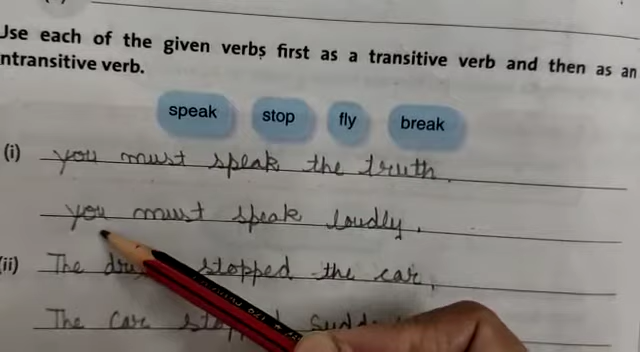 Use each of the given verbs first as a transitive verb and then as an
ntransitive verb.
speak stop fly break
(i) you must speak the truth.
you must speak loudly.
(ii) The stopped the car.
The car